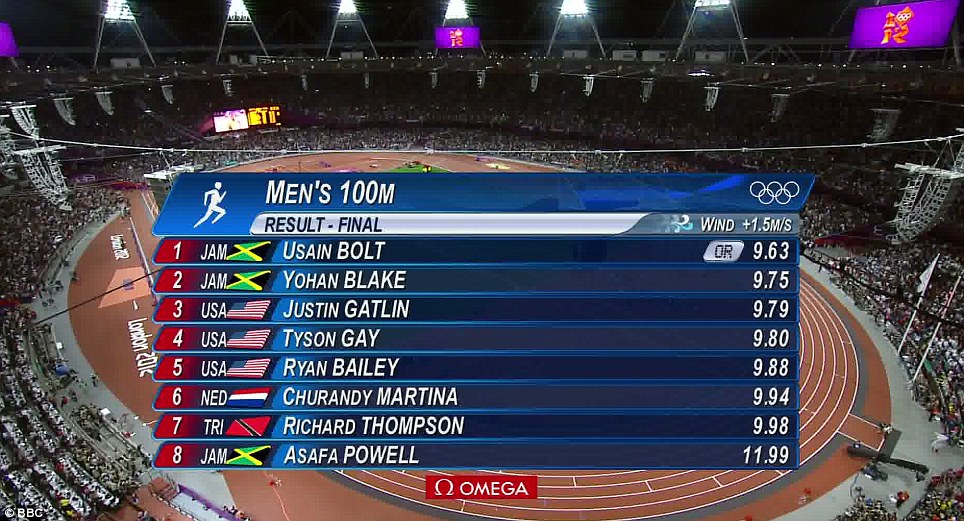 MEN'S 100M
RESULT - FINAL WIND +1.5M/S
1 JAM USAIN BOLT OR 9.63
2 JAM YOHAN BLAKE 9.75
3 USA JUSTIN GATLIN 9.79
4 USA TYSON GAY 9.80
5 USA RYAN BAILEY 9.88
6 NED CHURANDY MARTINA 9.94
7 TRI RICHARD THOMPSON 9.98
8 JAM ASAFA POWELL 11.99
London 2012
Ω OMEGA
© BBC